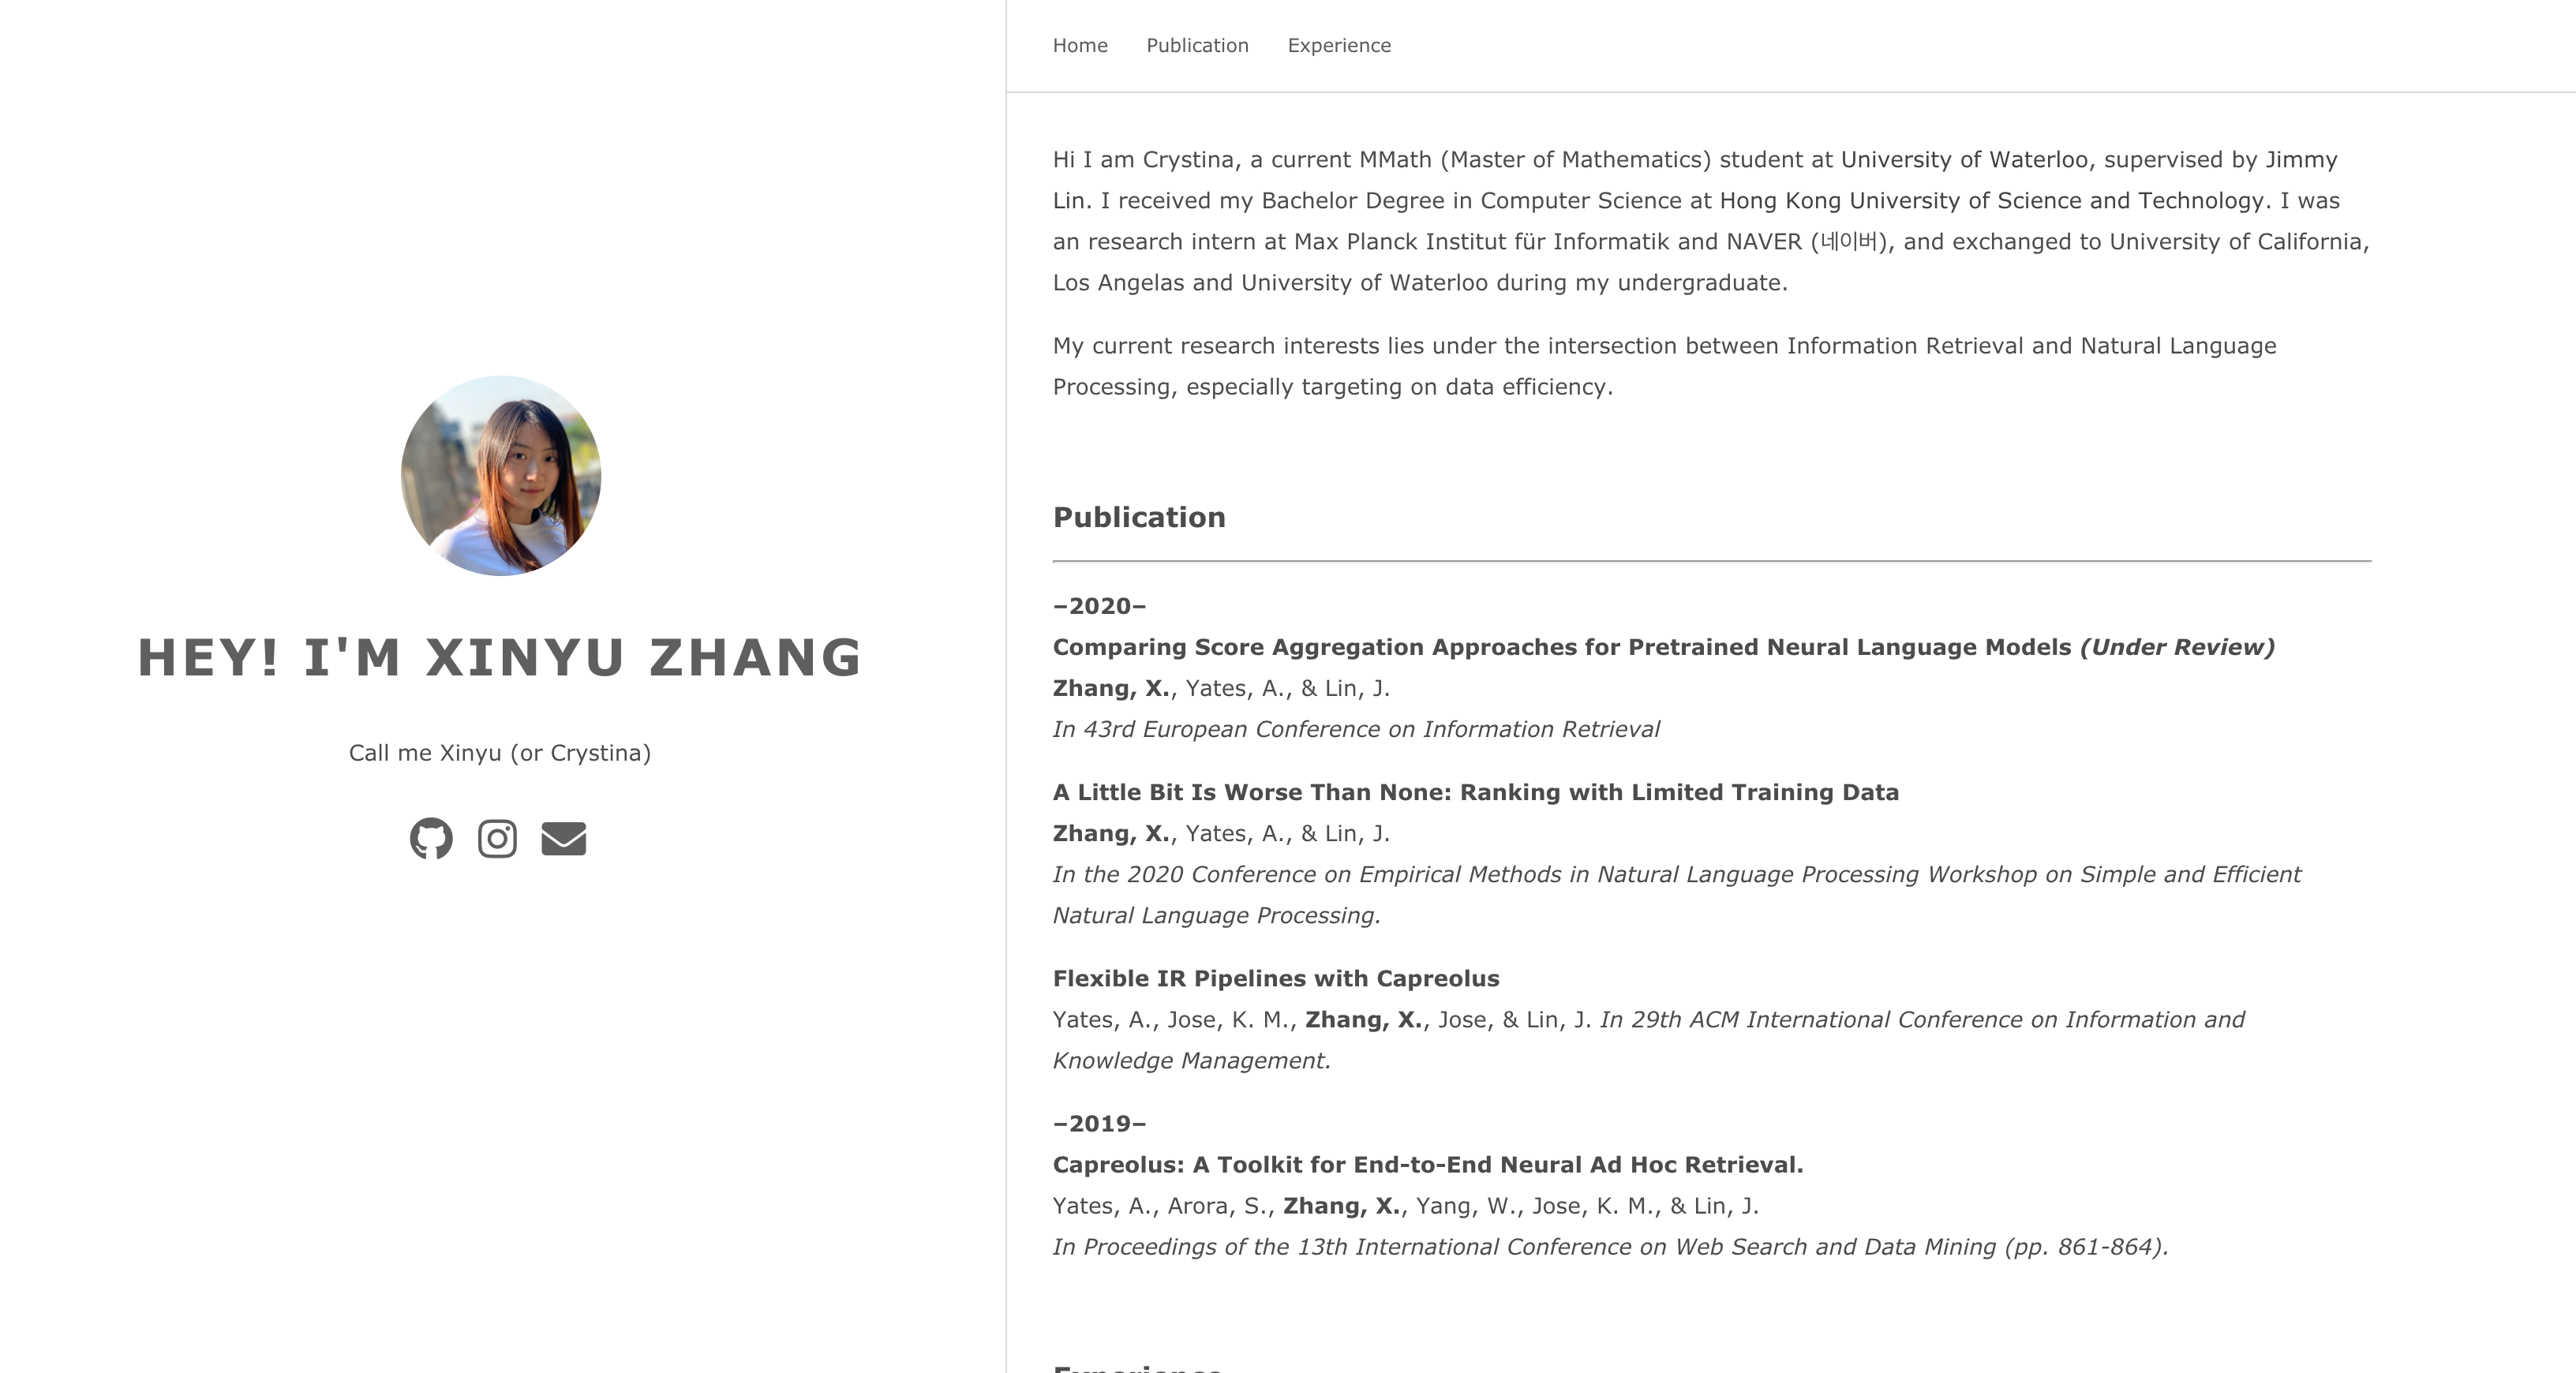 HEY! I'M XINYU ZHANG
Call me Xinyu (or Crystina)
Home Publication Experience
Hi I am Crystina, a current MMath (Master of Mathematics) student at University of Waterloo, supervised by Jimmy
Lin. I received my Bachelor Degree in Computer Science at Hong Kong University of Science and Technology. I was
an research intern at Max Planck Institut für Informatik and NAVER (네이버), and exchanged to University of California,
Los Angelas and University of Waterloo during my undergraduate.
My current research interests lies under the intersection between Information Retrieval and Natural Language
Processing, especially targeting on data efficiency.
Publication
–2020–
Comparing Score Aggregation Approaches for Pretrained Neural Language Models (Under Review)
Zhang, X., Yates, A., & Lin, J.
In 43rd European Conference on Information Retrieval
A Little Bit Is Worse Than None: Ranking with Limited Training Data
Zhang, X., Yates, A., & Lin, J.
In the 2020 Conference on Empirical Methods in Natural Language Processing Workshop on Simple and Efficient
Natural Language Processing.
Flexible IR Pipelines with Capreolus
Yates, A., Jose, K. M., Zhang, X., Jose, & Lin, J. In 29th ACM International Conference on Information and
Knowledge Management.
–2019–
Capreolus: A Toolkit for End-to-End Neural Ad Hoc Retrieval.
Yates, A., Arora, S., Zhang, X., Yang, W., Jose, K. M., & Lin, J.
In Proceedings of the 13th International Conference on Web Search and Data Mining (pp. 861-864).
Experience